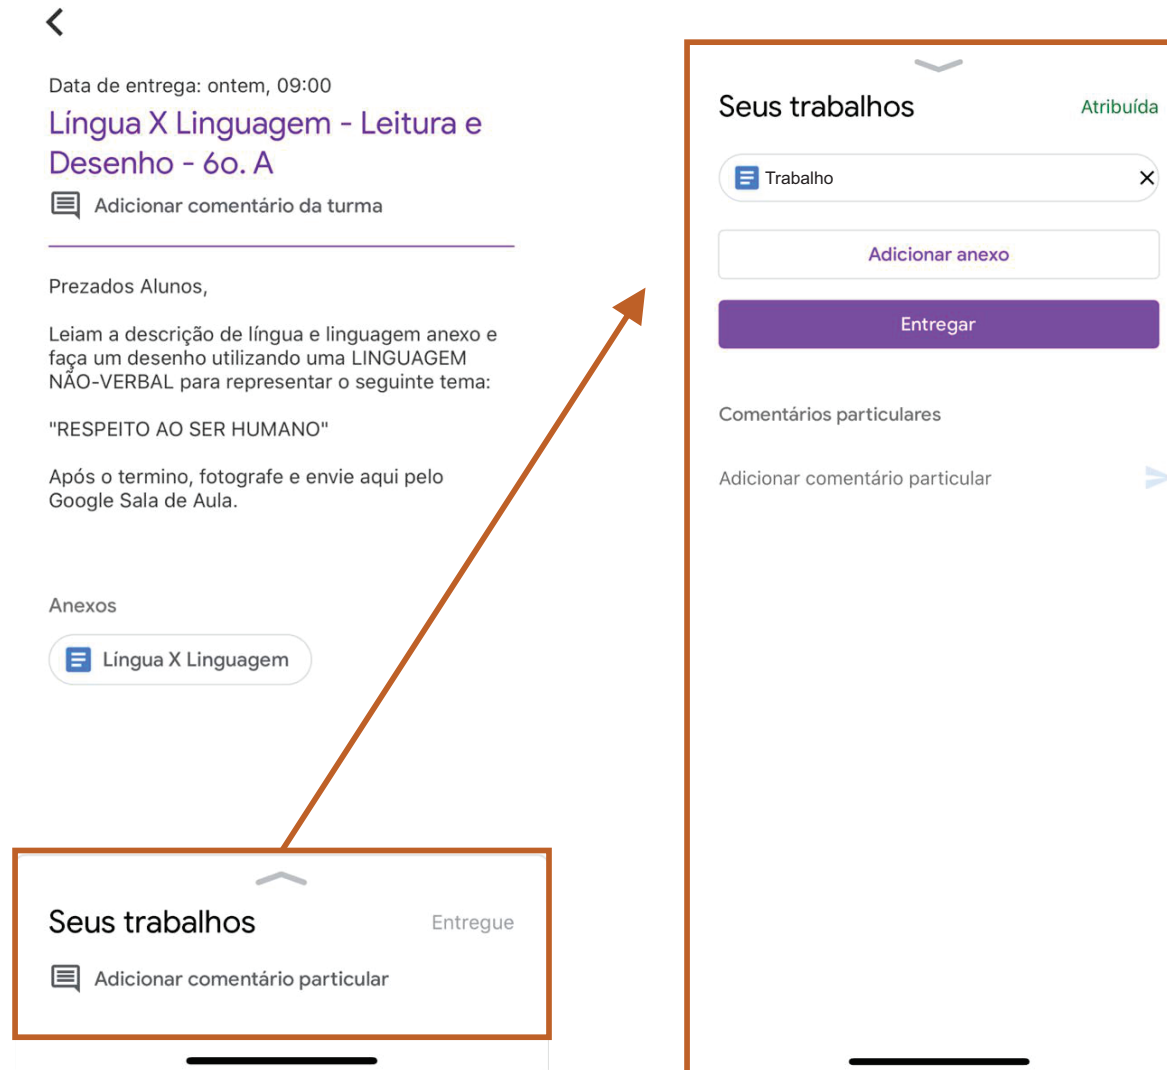 Data de entrega: ontem, 09:00
Língua X Linguagem - Leitura e
Desenho - 6o. A
Adicionar comentário da turma
Prezados Alunos,
Leiam a descrição de língua e linguagem anexo e
faça um desenho utilizando uma LINGUAGEM
NÃO-VERBAL para representar o seguinte tema:
"RESPEITO AO SER HUMANO"
Após o termino, fotografe e envie aqui pelo
Google Sala de Aula.
Anexos
Língua X Linguagem
Seus trabalhos
Entregue
Adicionar comentário particular
Seus trabalhos
Atribuída
Trabalho
Adicionar anexo
Entregar
Comentários particulares
Adicionar comentário particular